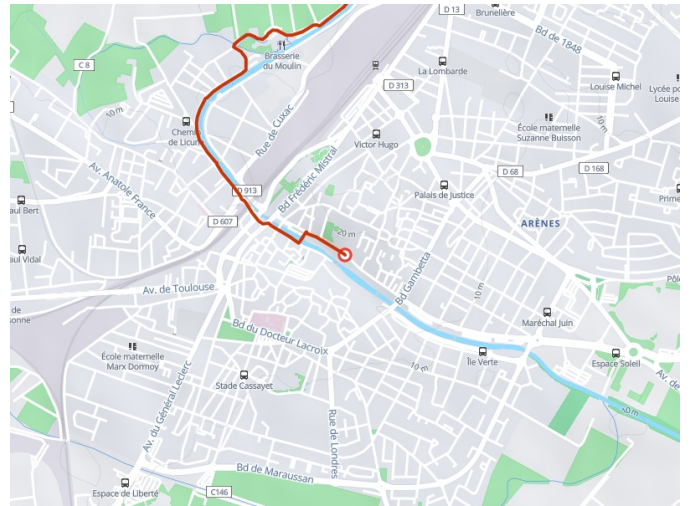 D 13
Brunelière
Bd de 1848
C 8
Brasserie
du Moulin
La Lombarde
D 313
Louise Michel
Lycée po
Louise
10 m
10 m
Chemin
de Licune
Rue de Cuxac
École maternelle
Suzanne Buisson
Victor Hugo
Bd Frédéric Mistral
D 68
D 168
Av. Anatole France
D 913
Palais de Justice
Prime
aul Bert
D 607
20 m
ARÈNES
aul Vidal
Av. de Toulouse
Bd Gambetta
10 m
Pôl
de
onne
Bd du Docteur Lacroix
Maréchal Juin
École maternelle
Marx Dormoy
10 m
Île Verte
Espace Soleil
Av. de
Av. du Général Leclerc
Stade Cassayet
Rue de Londres
10 m
Bd de Maraussan
Espace de Liberté
C146